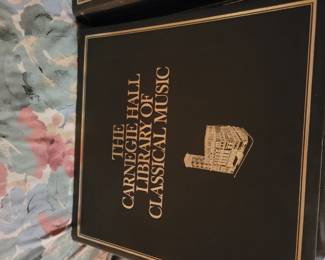 THE
CARNEGIE HALL
LIBRARY OF
CLASSICAL MUSIC